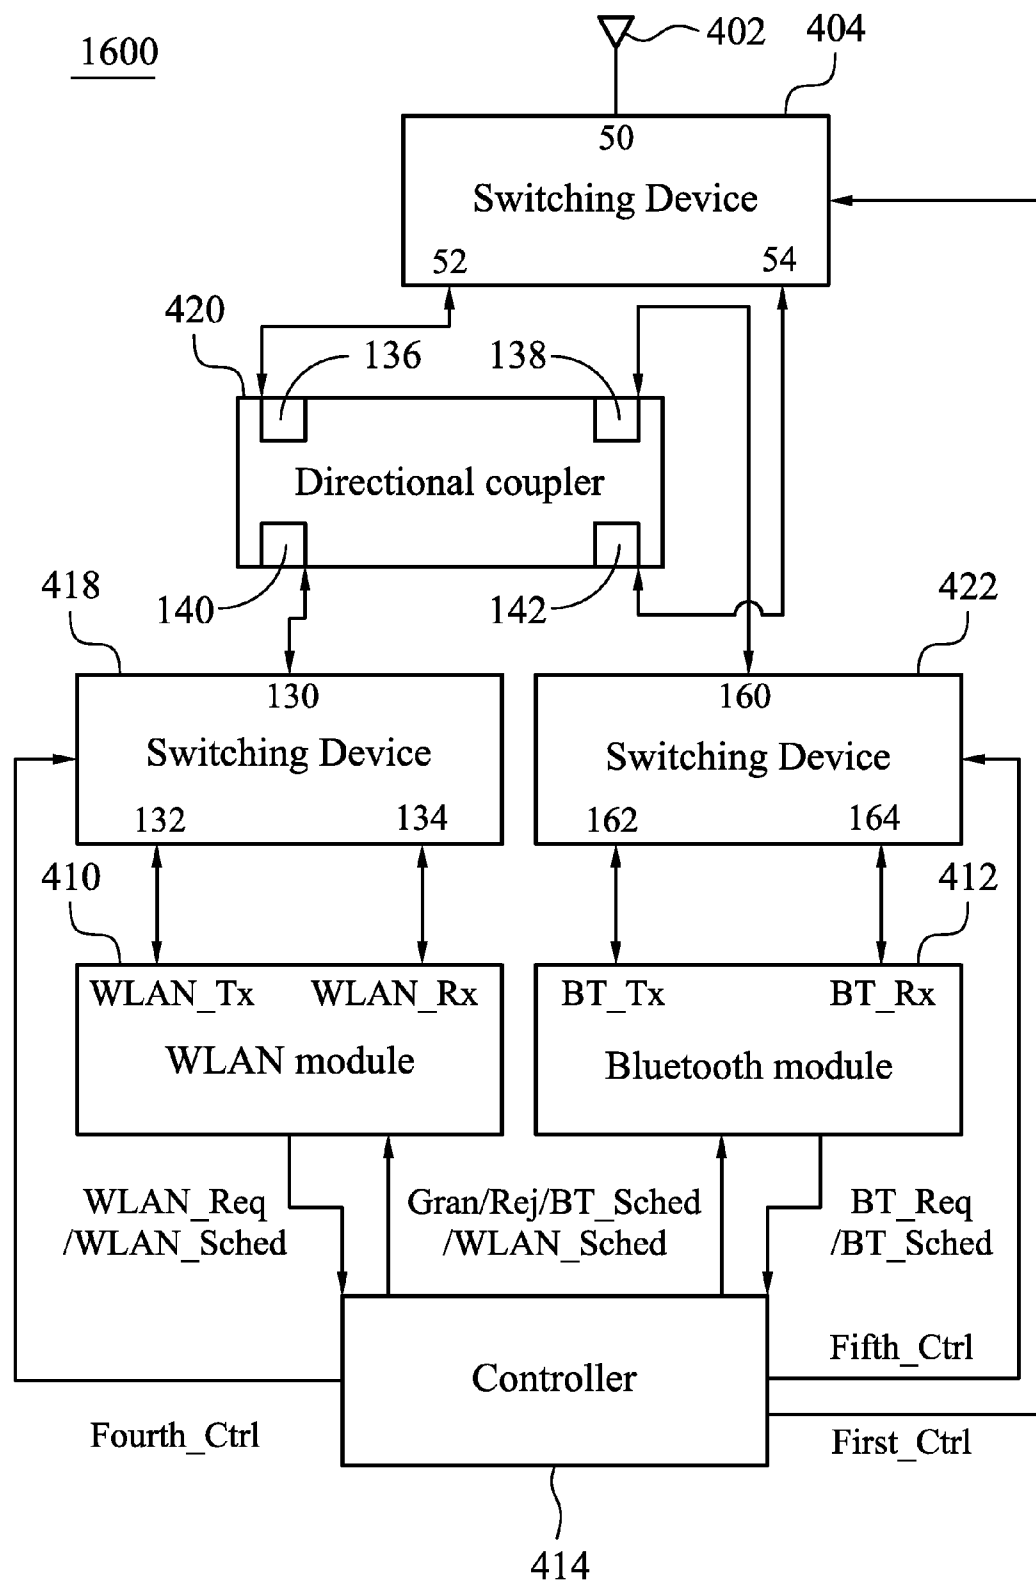 1600
402
404
50
Switching Device
52
54
420
136
138
Directional coupler
140
142
418
422
130
Switching Device
132
134
160
Switching Device
162
164
410
412
WLAN_Tx
WLAN_Rx
WLAN module
BT_Tx
BT_Rx
Bluetooth module
WLAN_Req
/WLAN_Sched
Gran/Rej/BT_Sched
/WLAN_Sched
BT_Req
/BT_Sched
Controller
Fifth_Ctrl
Fourth_Ctrl
First_Ctrl
414